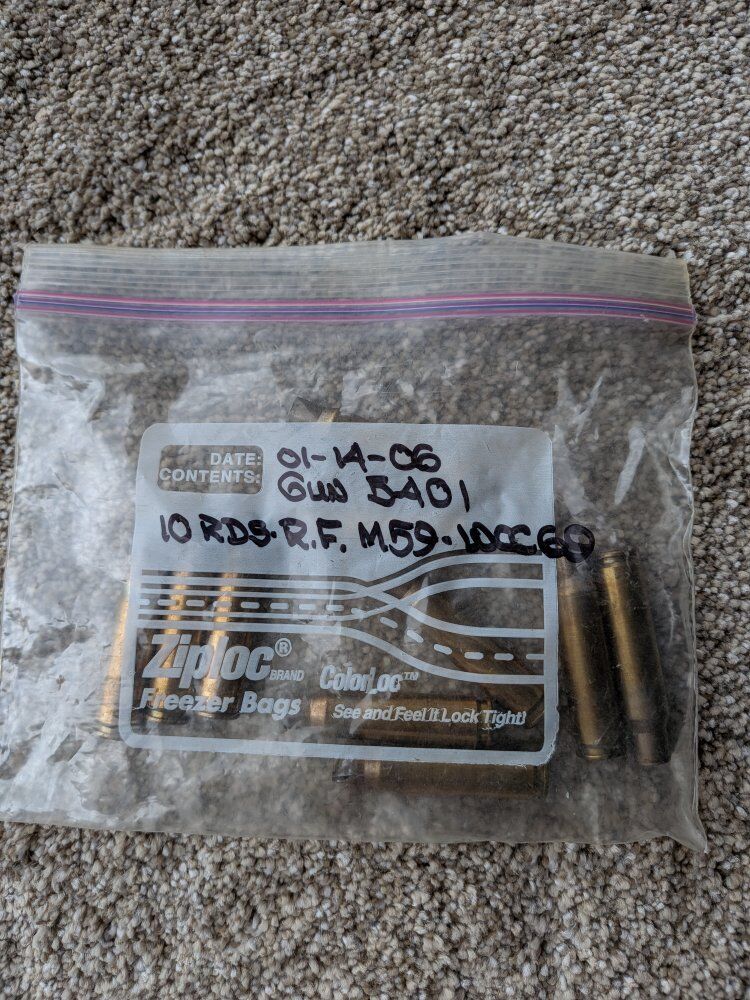 DATE: 01-14-06
CONTENTS: GUN 5401
10 RDS. R.F. M59-10CC60
Ziploc®
BRAND
ColorLoc™
Freezer Bags
See and Feel It Lock Tight!